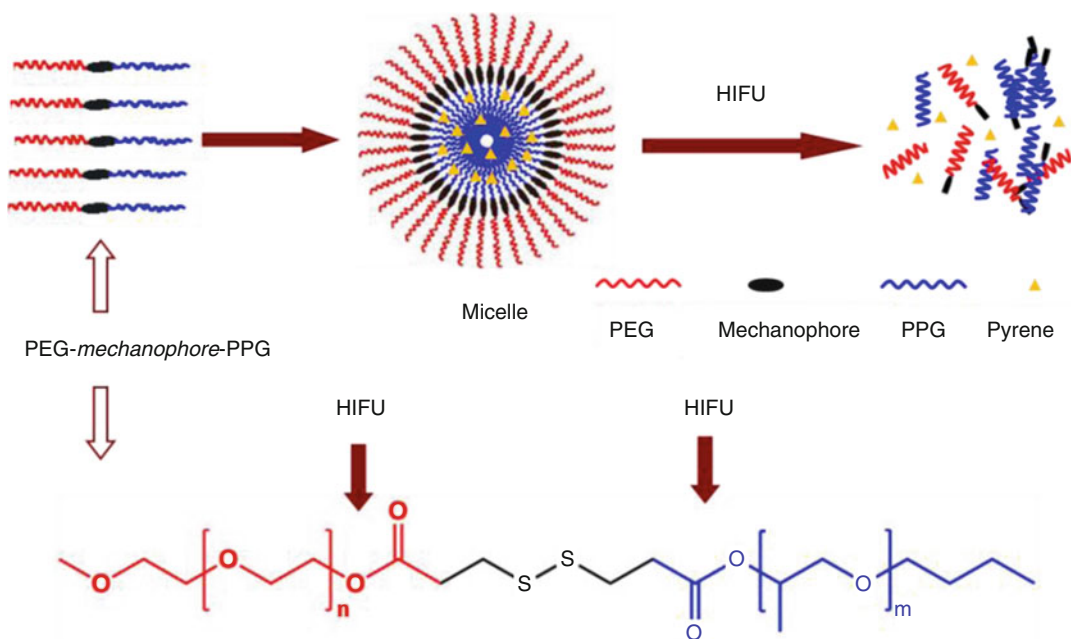 HIFU
Micelle
PEG
Mechanophore
PPG
Pyrene
PEG-mechanophore-PPG
HIFU
HIFU
O
O
O
O
n
S
S
O
O
O
m